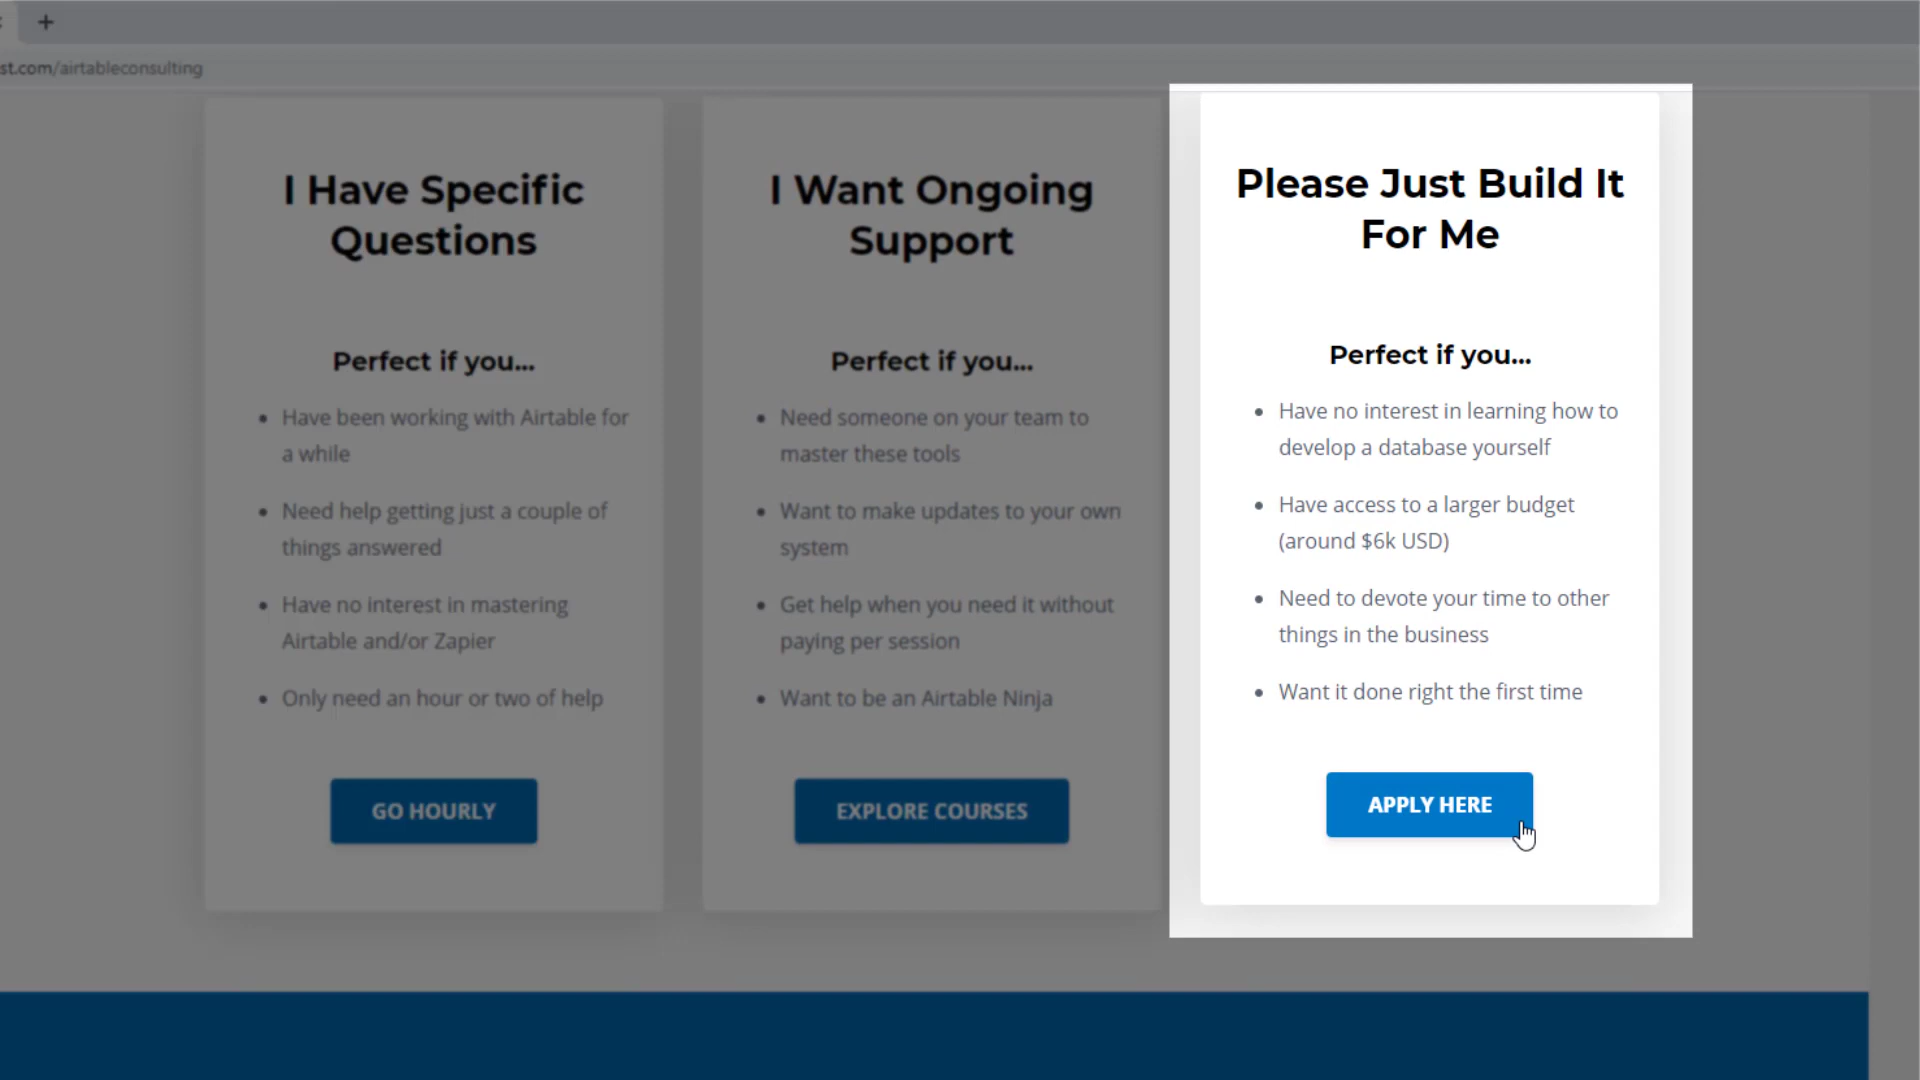 st.com/airtableconsulting
I Have Specific
Questions
Perfect if you...
Have been working with Airtable for
a while
Need help getting just a couple of
things answered
Have no interest in mastering
Airtable and/or Zapier
Only need an hour or two of help
GO HOURLY
I Want Ongoing
Support
Perfect if you...
Need someone on your team to
master these tools
Want to make updates to your own
system
Get help when you need it without
paying per session
Want to be an Airtable Ninja
EXPLORE COURSES
Please Just Build It
For Me
Perfect if you...
Have no interest in learning how to
develop a database yourself
Have access to a larger budget
(around $6k USD)
Need to devote your time to other
things in the business
Want it done right the first time
APPLY HERE